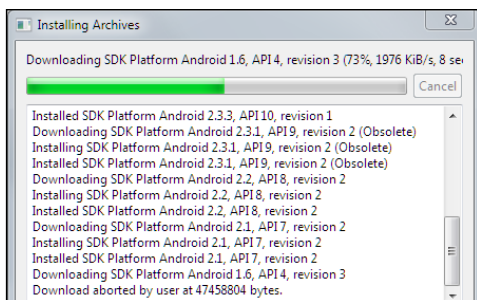 Installing Archives
Downloading SDK Platform Android 1.6, API 4, revision 3 (73%, 1976 KiB/s, 8 sec
Cancel
Installed SDK Platform Android 2.3.3, API 10, revision 1
Downloading SDK Platform Android 2.3.1, API 9, revision 2 (Obsolete)
Installing SDK Platform Android 2.3.1, API 9, revision 2 (Obsolete)
Installed SDK Platform Android 2.3.1, API 9, revision 2 (Obsolete)
Downloading SDK Platform Android 2.2, API 8, revision 2
Installing SDK Platform Android 2.2, API 8, revision 2
Installed SDK Platform Android 2.2, API 8, revision 2
Downloading SDK Platform Android 2.1, API 7, revision 2
Installing SDK Platform Android 2.1, API 7, revision 2
Installed SDK Platform Android 2.1, API 7, revision 2
Downloading SDK Platform Android 1.6, API 4, revision 3
Download aborted by user at 47458804 bytes.